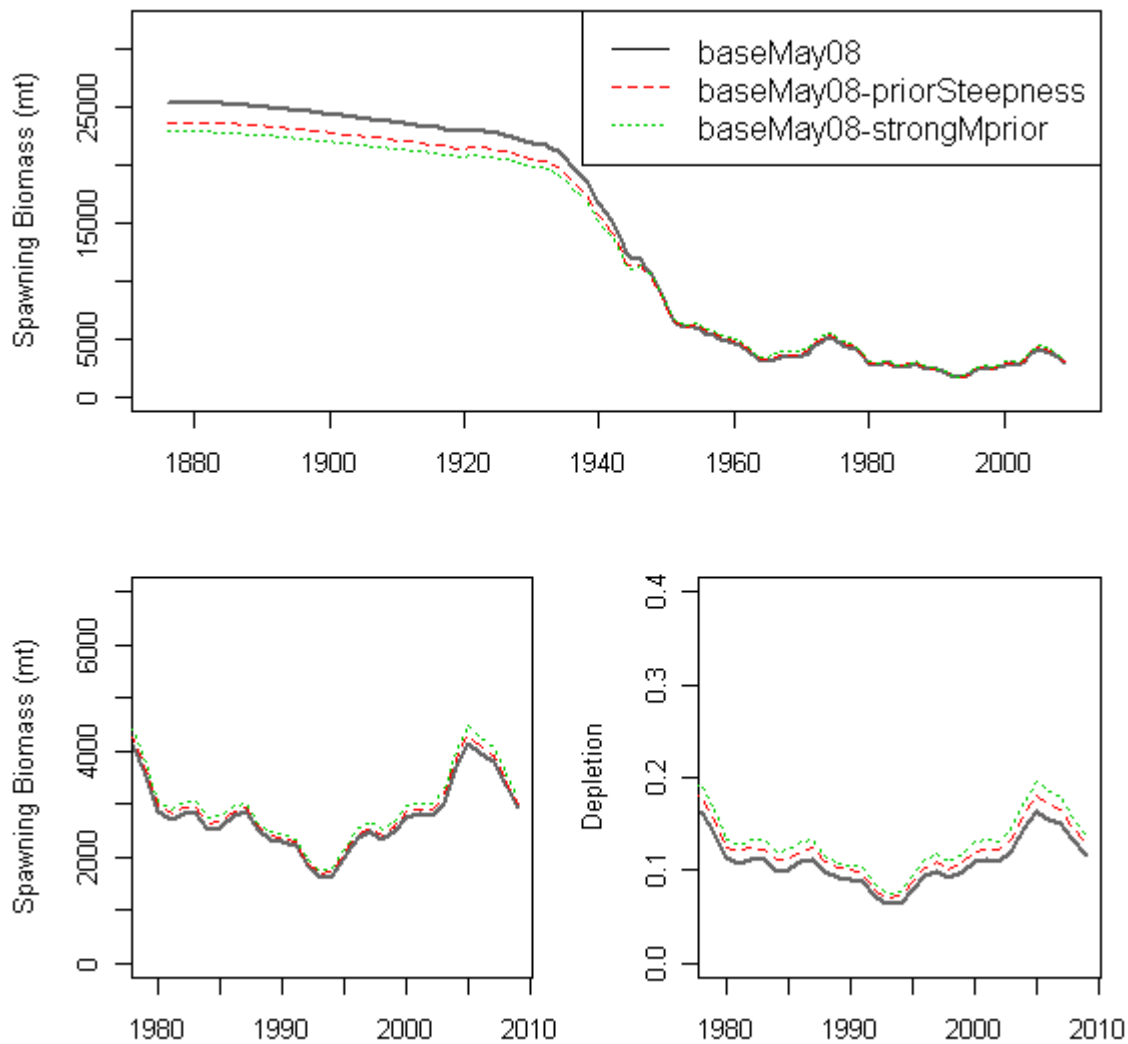 baseMay08
baseMay08-priorSteepness
baseMay08-strongMprior
Spawning Biomass (mt)
25000
15000
5000
0
1880 1900 1920 1940 1960 1980 2000
Spawning Biomass (mt)
6000
4000
2000
0
1980 1990 2000 2010
Depletion
0.4
0.3
0.2
0.1
0.0
1980 1990 2000 2010